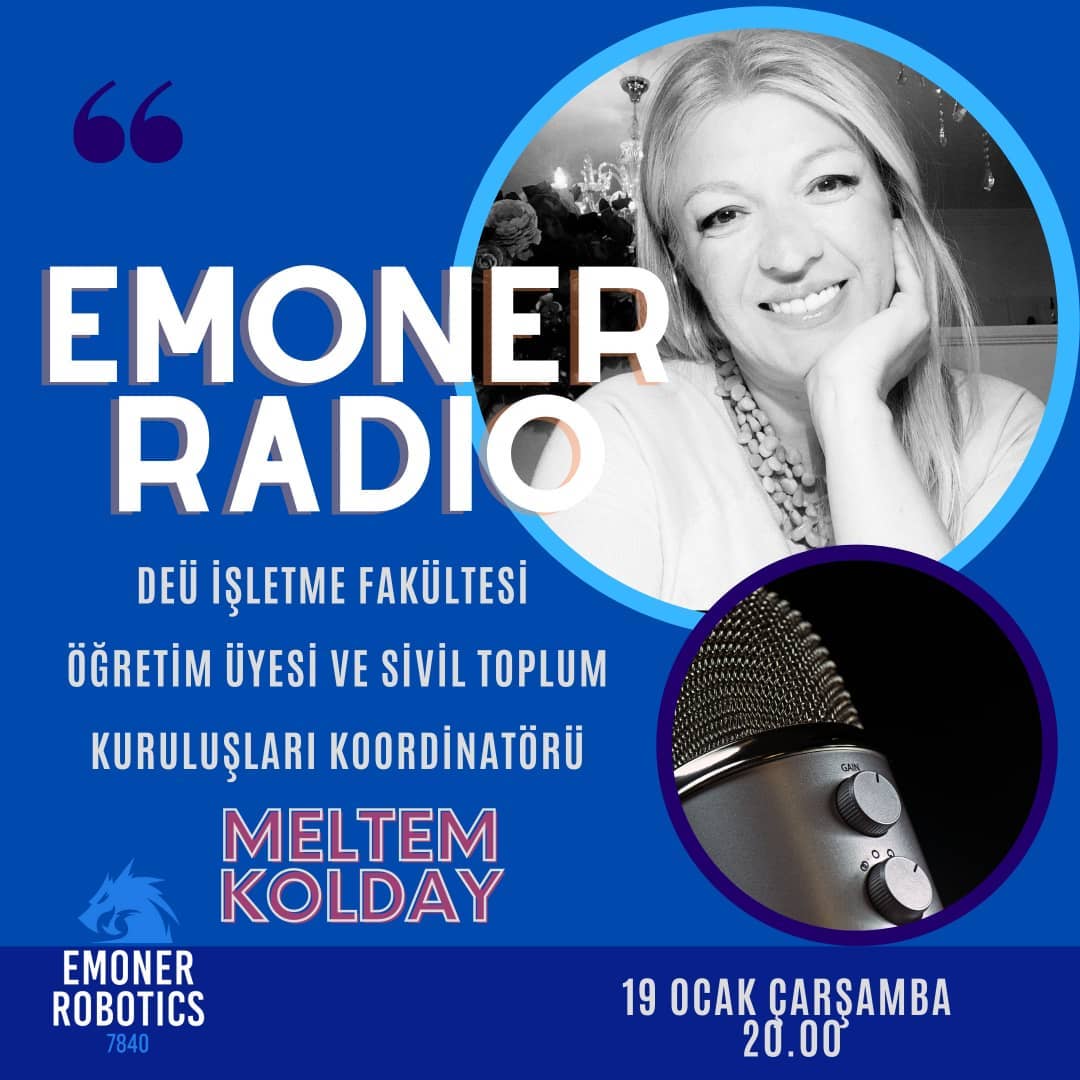 EMONER
RADIO
DEÜ İŞLETME FAKÜLTESİ
ÖĞRETİM ÜYESİ VE SİVİL TOPLUM
KURULUŞLARI KOORDİNATÖRÜ
MELTEM
KOLDAY
GAIN
EMONER
ROBOTICS
7840
19 OCAK ÇARŞAMBA
20.00